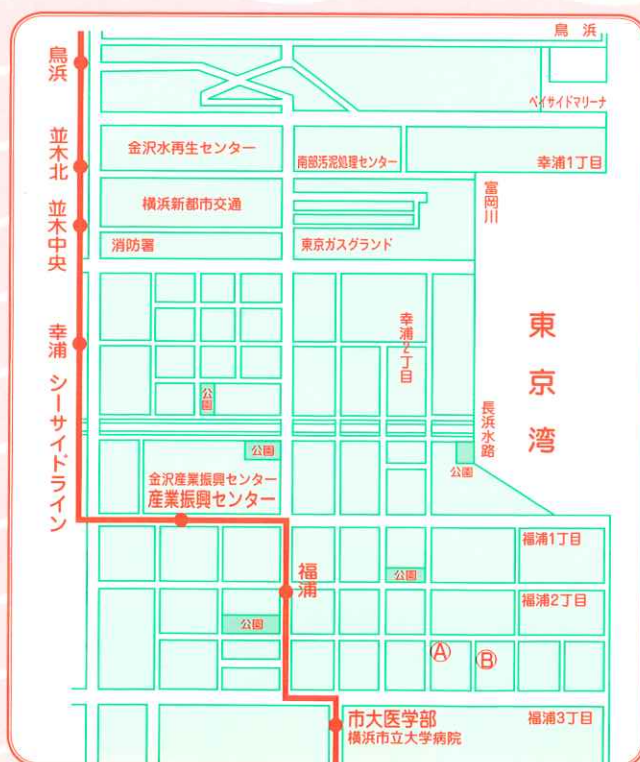 鳥浜
鳥浜
ベイサイドマリーナ
並木北
金沢水再生センター
南部汚泥処理センター
幸浦1丁目
横浜新都市交通
富岡川
並木中央
消防署
東京ガスグランド
幸浦
幸浦2丁目
東京湾
シーサイドライン
公園
長浜水路
公園
公園
金沢産業振興センター
産業振興センター
福浦1丁目
福浦
公園
福浦2丁目
公園
Ⓐ
Ⓑ
市大医学部
横浜市立大学病院
福浦3丁目